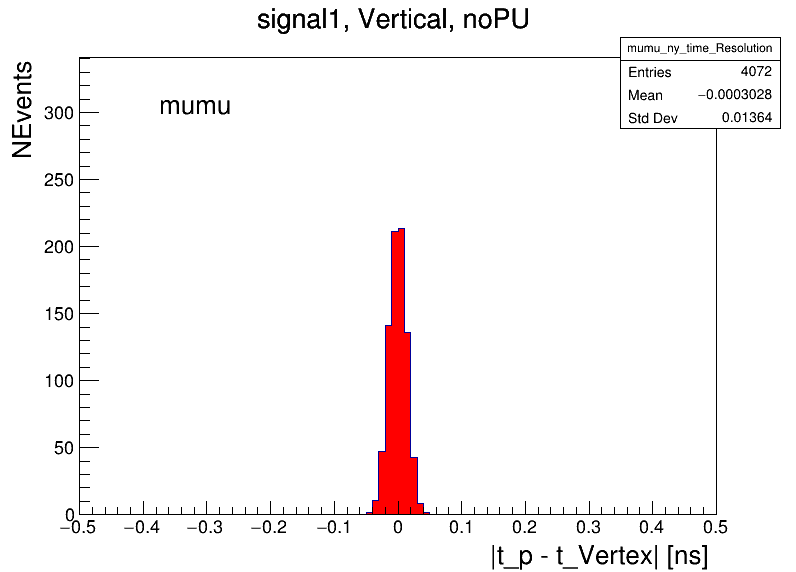 signal1, Vertical, noPU
mumu_ny_time_Resolution
Entries 4072
Mean −0.0003028
Std Dev 0.01364
NEvents
mumu
300
250
200
150
100
50
0
−0.5 −0.4 −0.3 −0.2 −0.1 0 0.1 0.2 0.3 0.4 0.5
|t_p - t_Vertex| [ns]